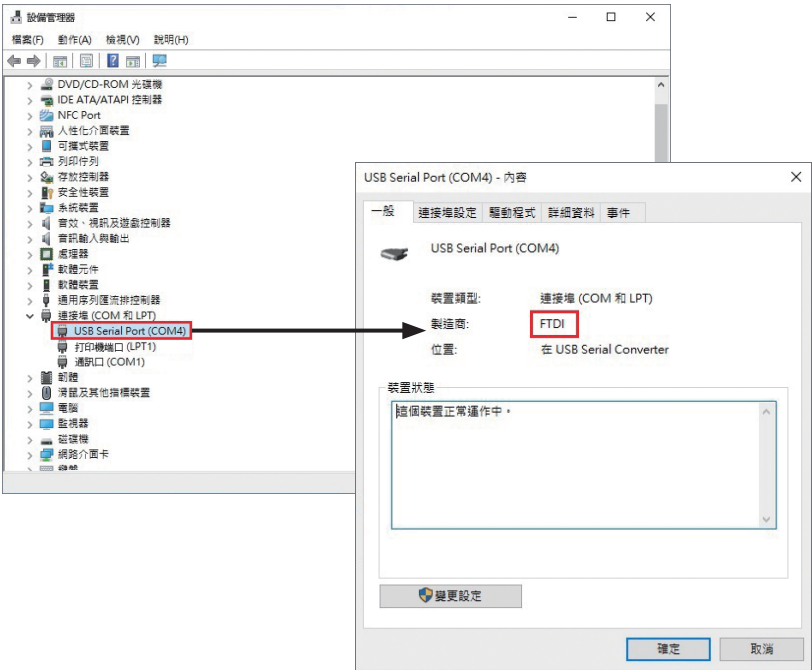 設備管理器
檔案(F) 動作(A) 檢視(V) 說明(H)
DVD/CD-ROM 光碟機
IDE ATA/ATAPI 控制器
NFC Port
人性化介面裝置
可攜式裝置
列印佇列
存放控制器
安全性裝置
系統裝置
音效、視訊及遊戲控制器
音訊輸入與輸出
處理器
軟體元件
軟體裝置
通用序列匯流排控制器
連接埠 (COM 和 LPT)
USB Serial Port (COM4)
打印機端口 (LPT1)
通訊口 (COM1)
韌體
滑鼠及其他指標裝置
電腦
監視器
磁碟機
網路介面卡
USB Serial Port (COM4) - 內容
一般 連接埠設定 驅動程式 詳細資料 事件
USB Serial Port (COM4)
裝置類型: 連接埠 (COM 和 LPT)
製造商: FTDI
位置: 在 USB Serial Converter
裝置狀態
這個裝置正常運作中。
變更設定
確定 取消